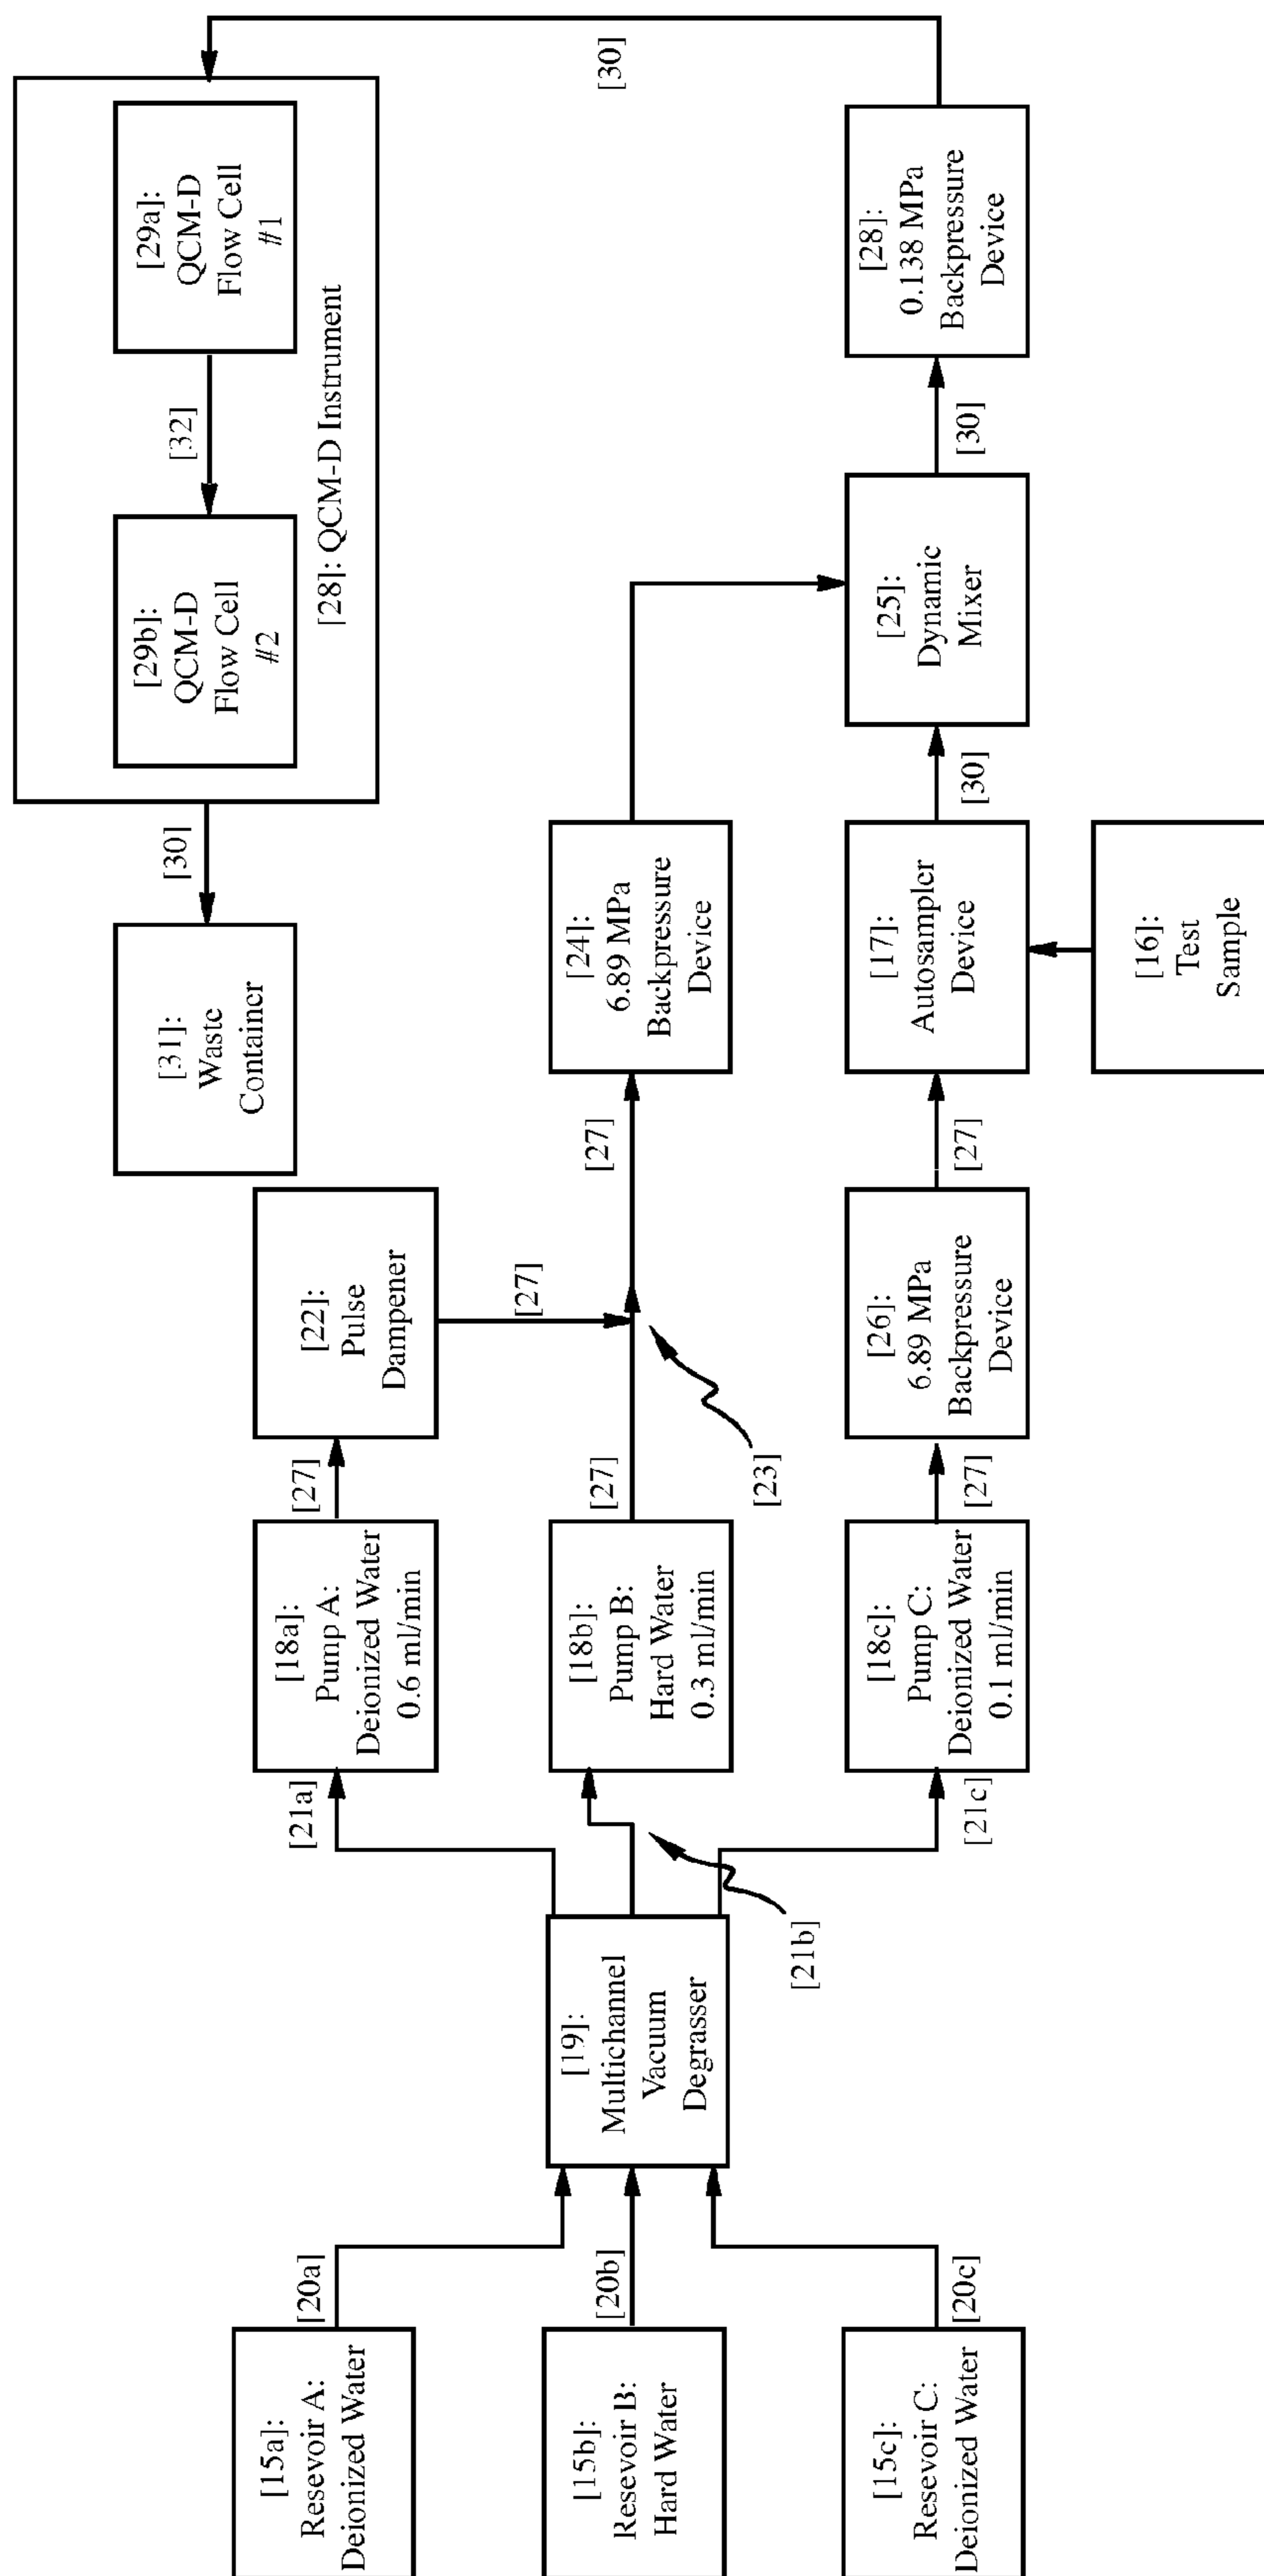 [15a]:
Resevoir A:
Deionized Water
[15b]:
Resevoir B:
Hard Water
[15c]:
Resevoir C:
Deionized Water
[20a]
[20b]
[20c]
[19]:
Multichannel
Vacuum
Degrasser
[21a]
[21b]
[21c]
[18a]:
Pump A:
Deionized Water
0.6 ml/min
[18b]:
Pump B:
Hard Water
0.3 ml/min
[18c]:
Pump C:
Deionized Water
0.1 ml/min
[27]
[27]
[27]
[23]
[22]:
Pulse
Dampener
[27]
[26]:
6.89 MPa
Backpressure
Device
[27]
[27]
[31]:
Waste
Container
[24]:
6.89 MPa
Backpressure
Device
[17]:
Autosampler
Device
[16]:
Test
Sample
[30]
[30]
[25]:
Dynamic
Mixer
[30]
[28]:
0.138 MPa
Backpressure
Device
[30]
[29b]:
QCM-D
Flow Cell
#2
[32]
[29a]:
QCM-D
Flow Cell
#1
[28]: QCM-D Instrument